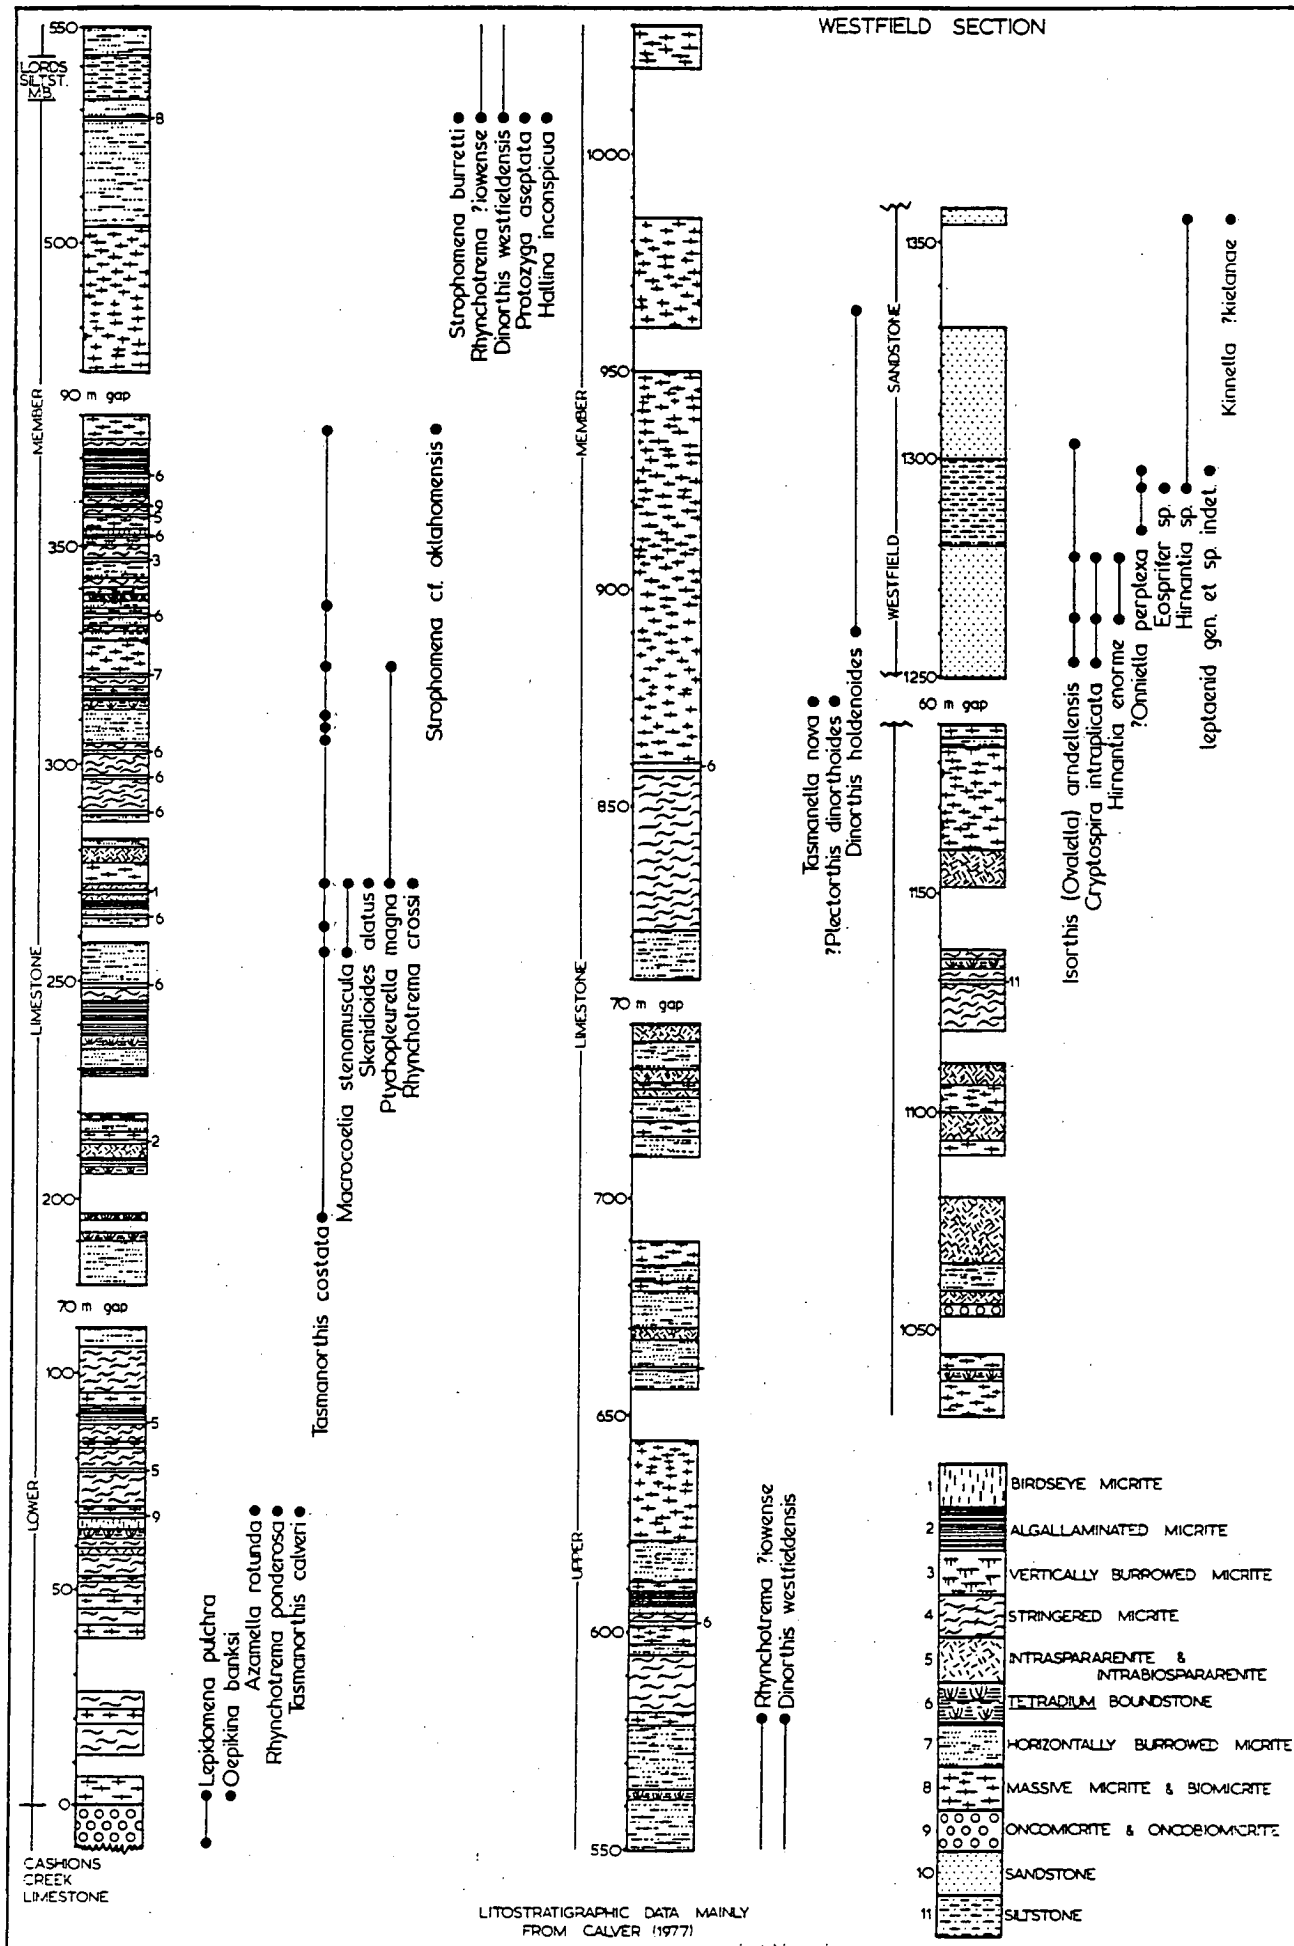 WESTFIELD SECTION
550
LORDS
SILTST.
MB.
8
500
MEMBER
90 m gap
6
9
5
6
350
3
6
7
6
300
6
6
1
6
LIMESTONE
250
6
2
200
70 m gap
100
5
5
LOWER
9
50
0
CASHIONS
CREEK
LIMESTONE
Lepidomena pulchra
Oepikina banksi
Azamella rotunda
Rhynchotrema ponderosa
Tasmanorthis calveri
Tasmanorthis costata
Macrocoelia stenomuscula
Skenidioides alatus
Ptychopleurella magna
Rhynchotrema crossi
Strophomena cf. oklahomensis
Strophomena burretti
Rhynchotrema ?iowense
Dinorthis westfieldensis
Protozyga aseptata
Hallina inconspicua
1000
950
MEMBER
900
6
850
LIMESTONE
70 m gap
700
650
UPPER
600
6
550
Rhynchotrema ?iowense
Dinorthis westfieldensis
Tasmanella nova
?Plectorthis dinorthoides
Dinorthis holdenoides
1350
SANDSTONE
1300
WESTFIELD
1250
60 m gap
1150
11
1100
1050
Isorthis (Ovalella) arndellensis
Cryptospira intraplicata
Hirnantia enorme
?Onniella perplexa
Eosprifer sp.
Hirnantia sp.
leptaenid gen. et sp. indet.
Kinnella ?kielanae
1 BIRDSEYE MICRITE
2 ALGALLAMINATED MICRITE
3 VERTICALLY BURROWED MICRITE
4 STRINGERED MICRITE
5 INTRASPARARENITE &
INTRABIOSPARARENITE
6 TETRADIUM BOUNDSTONE
7 HORIZONTALLY BURROWED MICRITE
8 MASSIVE MICRITE & BIOMICRITE
9 ONCOMICRITE & ONCOBIOMICRITE
10 SANDSTONE
11 SILTSTONE
LITOSTRATIGRAPHIC DATA MAINLY
FROM CALVER (1977)